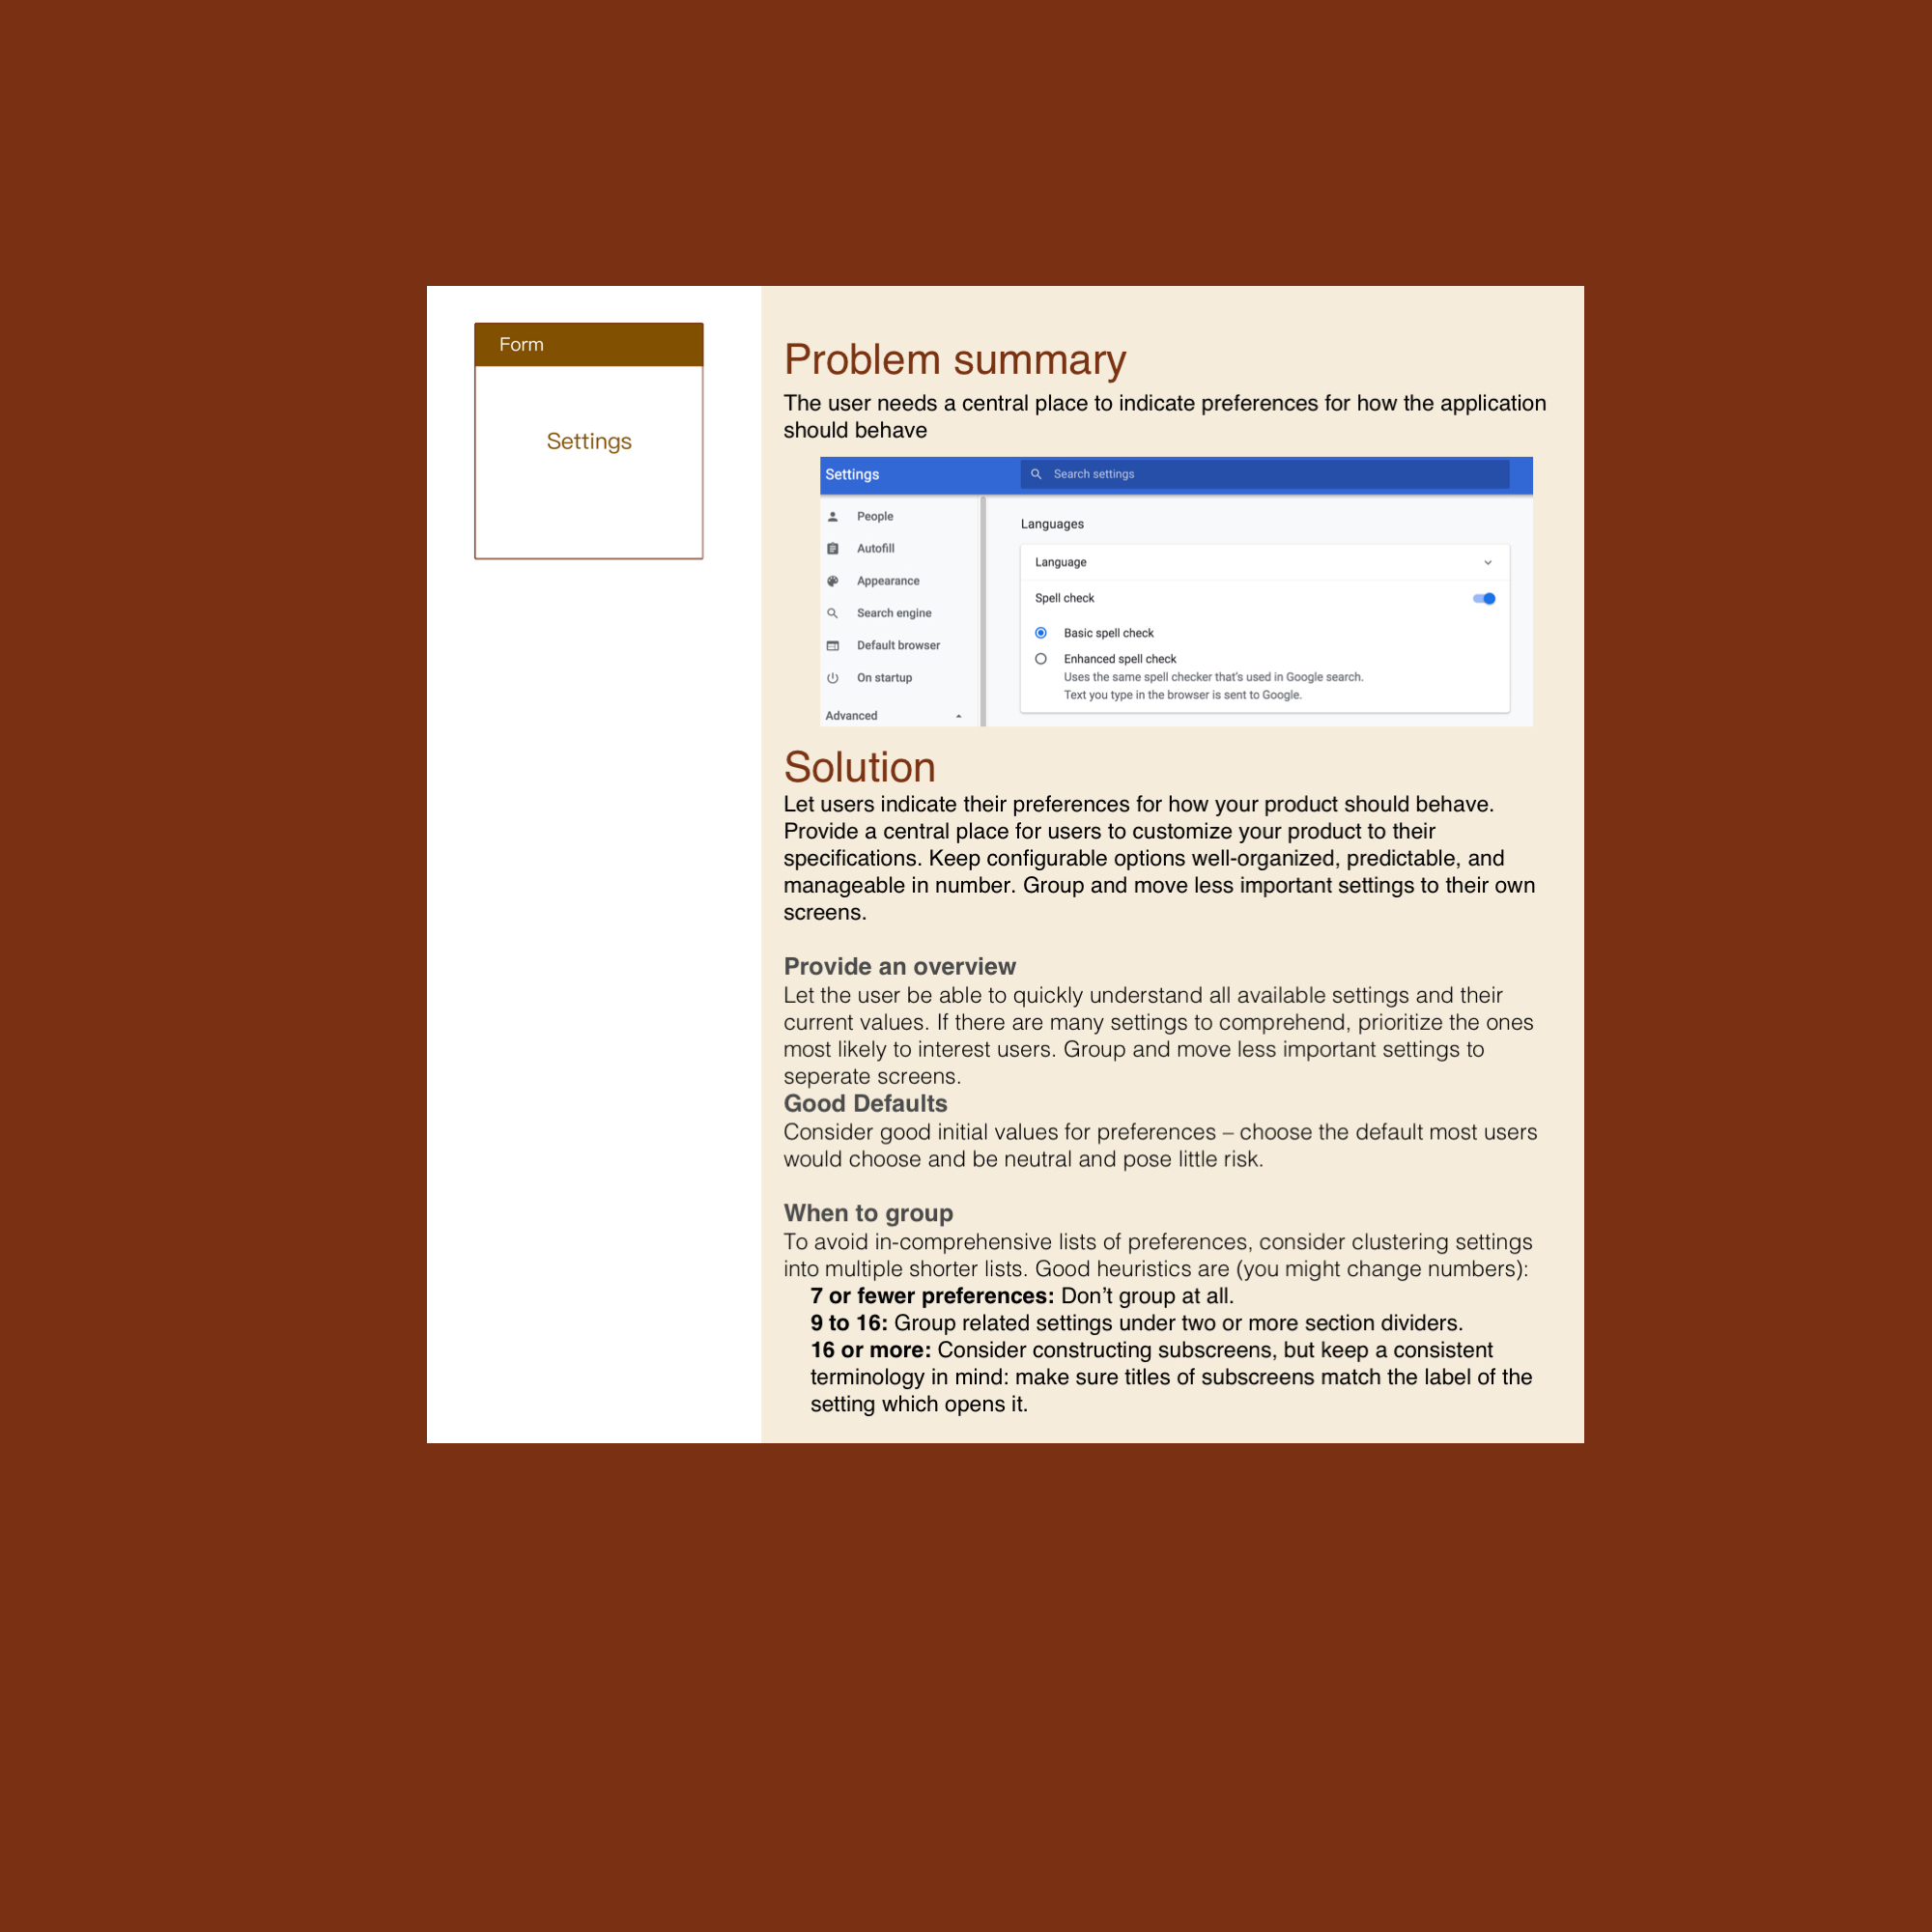 Form
Settings
Problem summary
The user needs a central place to indicate preferences for how the application
should behave
Settings
Search settings
People
Autofill
Appearance
Search engine
Default browser
On startup
Advanced
Languages
Language
Spell check
Basic spell check
Enhanced spell check
Uses the same spell checker that's used in Google search.
Text you type in the browser is sent to Google.
Solution
Let users indicate their preferences for how your product should behave.
Provide a central place for users to customize your product to their
specifications. Keep configurable options well-organized, predictable, and
manageable in number. Group and move less important settings to their own
screens.
Provide an overview
Let the user be able to quickly understand all available settings and their
current values. If there are many settings to comprehend, prioritize the ones
most likely to interest users. Group and move less important settings to
seperate screens.
Good Defaults
Consider good initial values for preferences – choose the default most users
would choose and be neutral and pose little risk.
When to group
To avoid in-comprehensive lists of preferences, consider clustering settings
into multiple shorter lists. Good heuristics are (you might change numbers):
7 or fewer preferences: Don’t group at all.
9 to 16: Group related settings under two or more section dividers.
16 or more: Consider constructing subscreens, but keep a consistent
terminology in mind: make sure titles of subscreens match the label of the
setting which opens it.